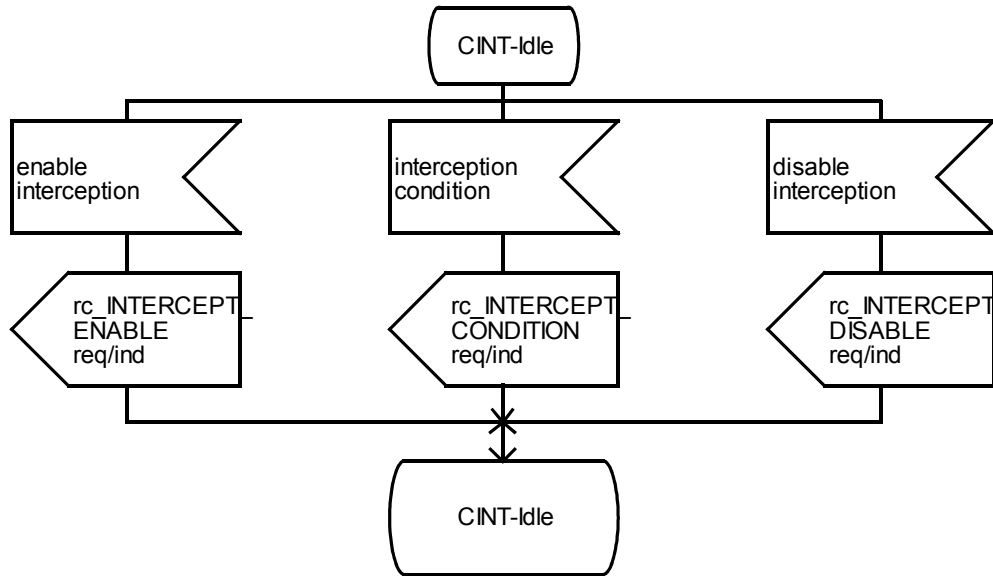 CINT-Idle
enable
interception
interception
condition
disable
interception
rc_INTERCEPT_
ENABLE
req/ind
rc_INTERCEPT_
CONDITION
req/ind
rc_INTERCEPT
DISABLE
req/ind
CINT-Idle